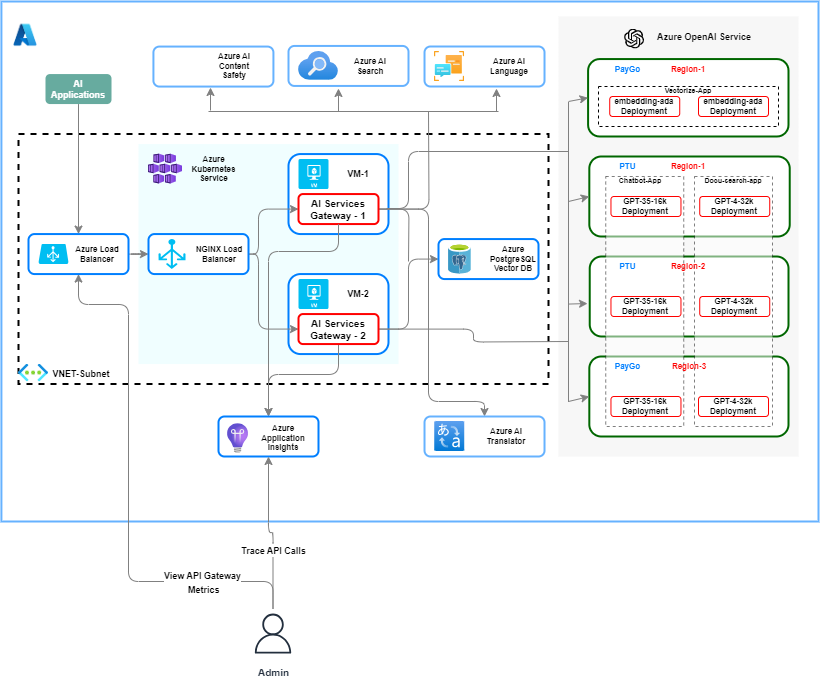 Azure AI
Content
Safety
Azure AI
Search
Azure AI
Language
Azure OpenAI Service
AI
Applications
PayGo
Region-1
Vectorize-App
embedding-ada
Deployment
embedding-ada
Deployment
Azure
Kubernetes
Service
VM
VM-1
AI Services
Gateway - 1
PTU
Region-1
Chatbot-App
Docu-search-app
GPT-35-16k
Deployment
GPT-4-32k
Deployment
Azure Load
Balancer
NGINX Load
Balancer
Azure
PostgreSQL
Vector DB
VM
VM-2
AI Services
Gateway - 2
PTU
Region-2
GPT-35-16k
Deployment
GPT-4-32k
Deployment
VNET-Subnet
PayGo
Region-3
GPT-35-16k
Deployment
GPT-4-32k
Deployment
Azure
Application
Insights
あ
a
Azure AI
Translator
Trace API Calls
View API Gateway
Metrics
Admin